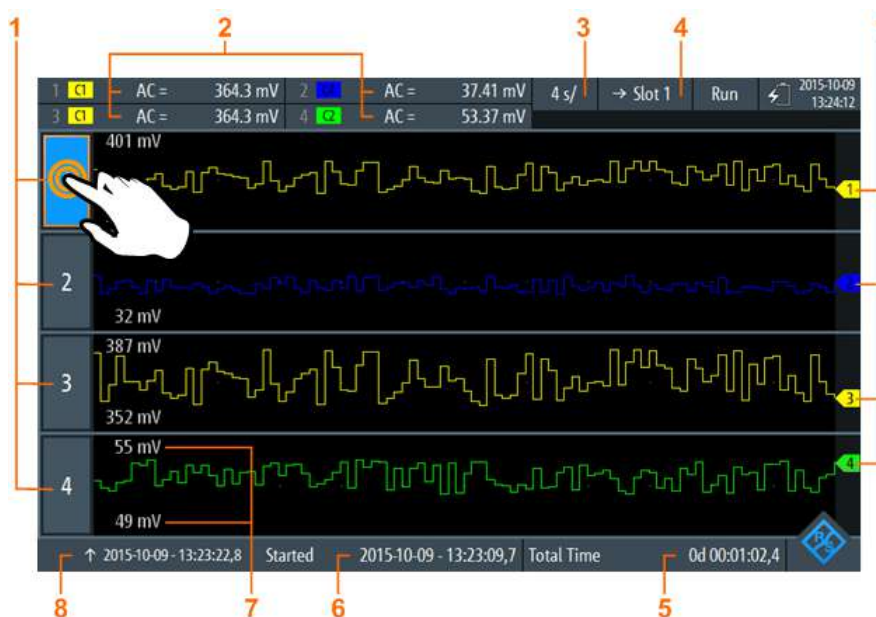 1 2 3 4
1 C1 AC = 364.3 mV 2 C4 AC = 37.41 mV 4 s/ → Slot 1 Run 2015-10-09
3 C1 AC = 364.3 mV 4 C2 AC = 53.37 mV 13:24:12
401 mV
1
2
32 mV
387 mV
3
352 mV
3
55 mV
4
4
49 mV
↑ 2015-10-09 - 13:23:22,8 Started 2015-10-09 - 13:23:09,7 Total Time 0d 00:01:02,4
R S
8 7 6 5